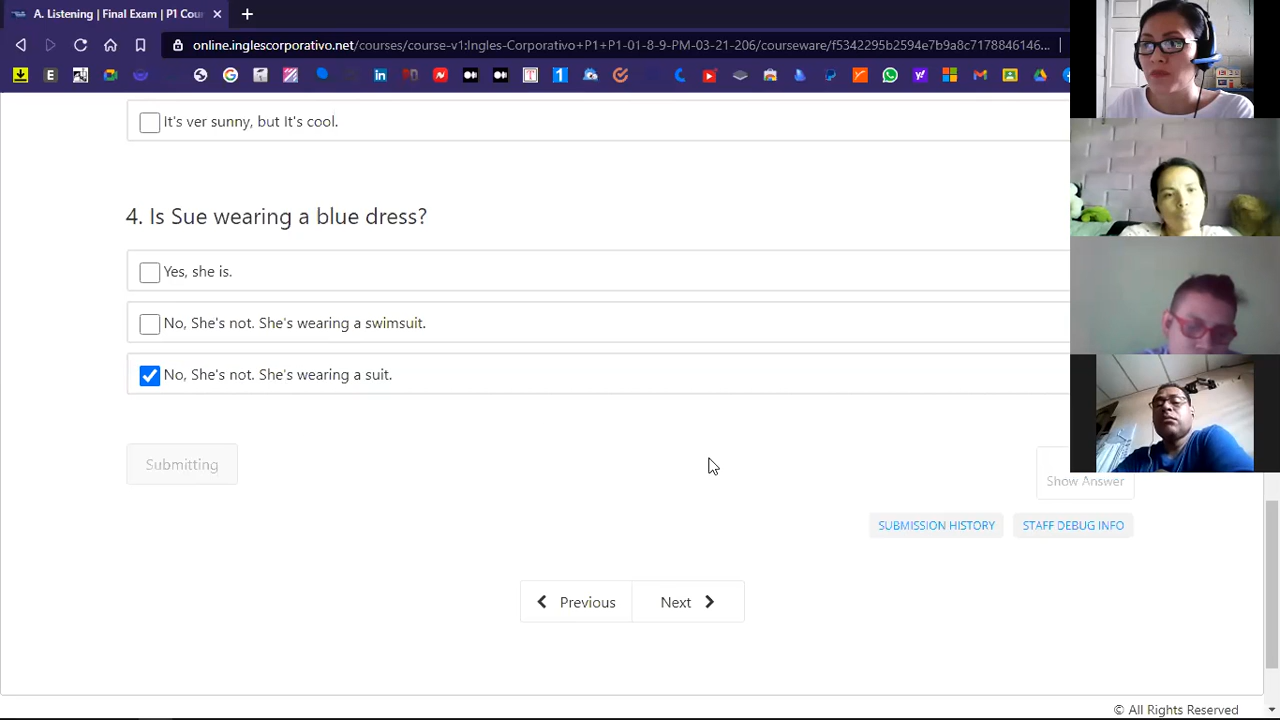 A. Listening | Final Exam | P1 Cour
online.inglescorporativo.net/courses/course-v1:Ingles-Corporativo+P1+P1-01-8-9-PM-03-21-206/courseware/f5342295b2594e7b9a8c7178846146...
It's ver sunny, but It's cool.
4. Is Sue wearing a blue dress?
Yes, she is.
No, She's not. She's wearing a swimsuit.
No, She's not. She's wearing a suit.
Submitting
Show Answer
SUBMISSION HISTORY
STAFF DEBUG INFO
Previous
Next
© All Rights Reserved